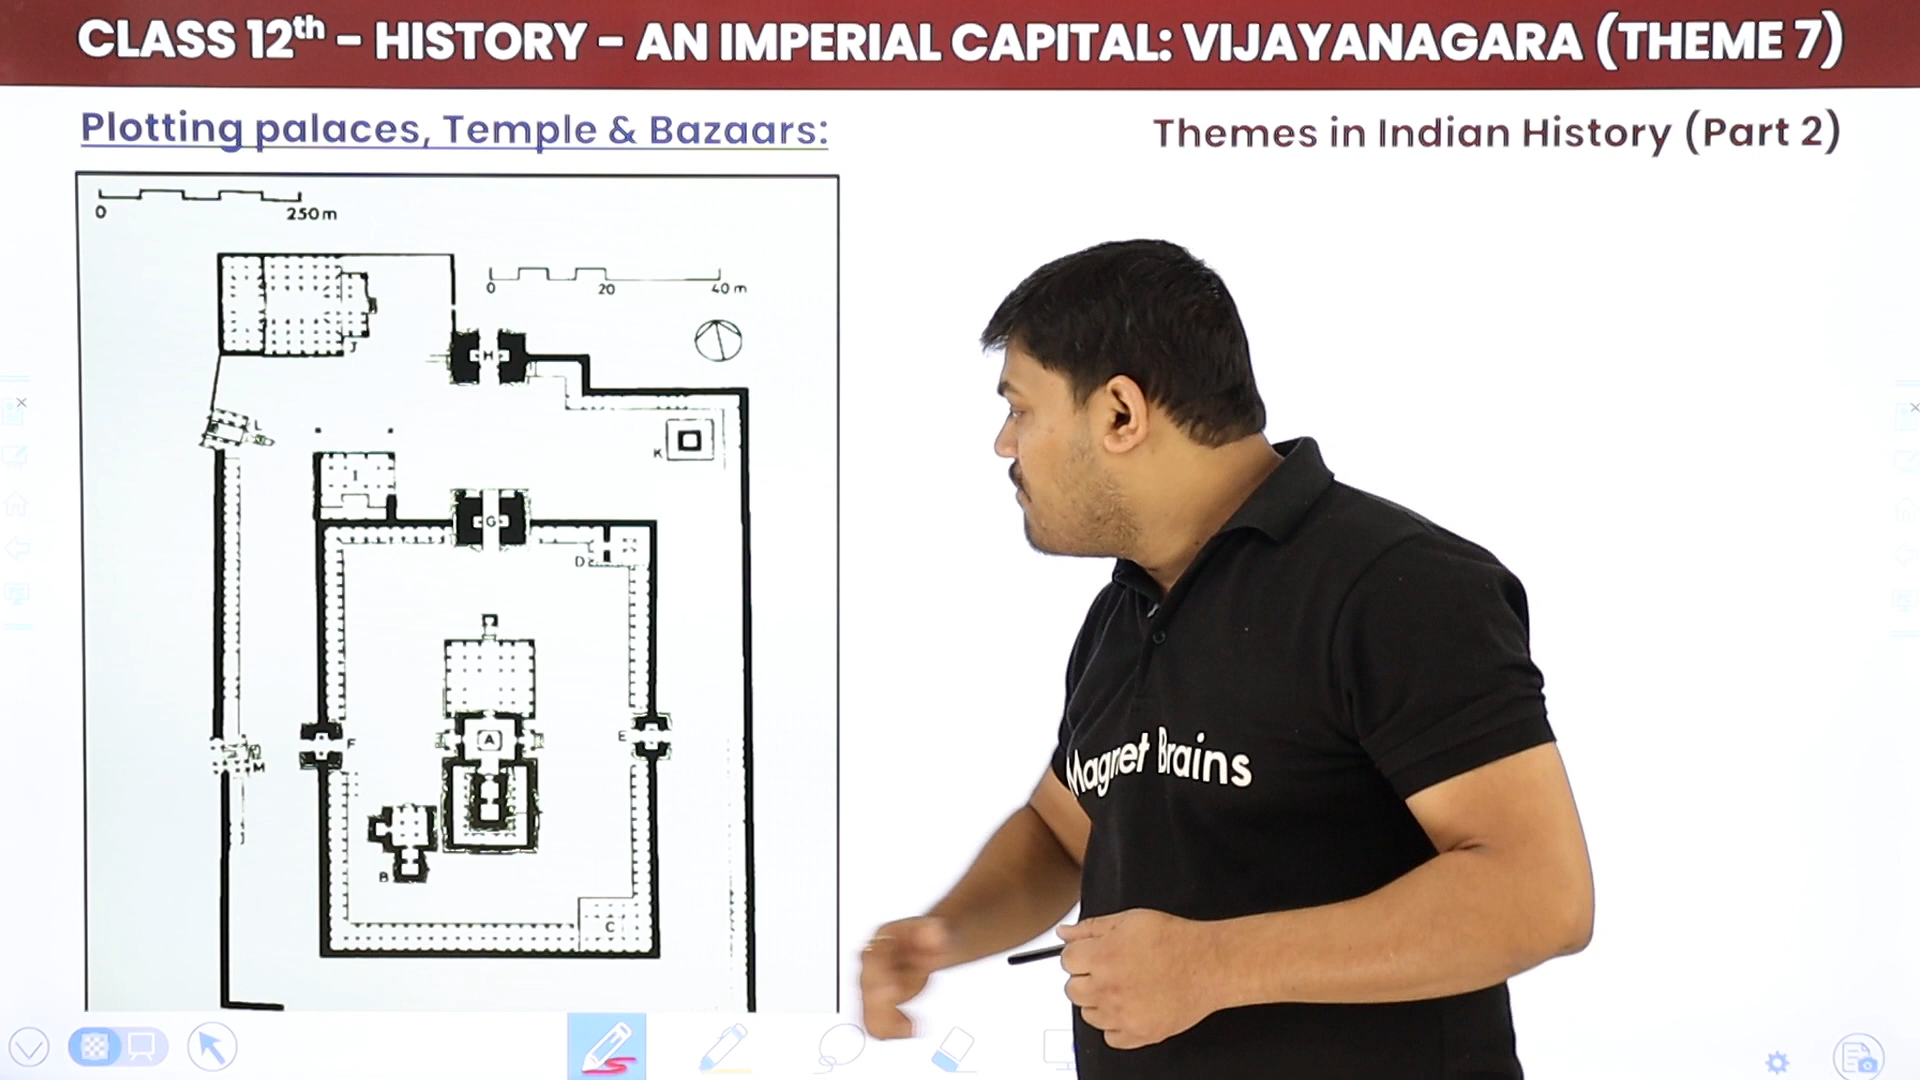 CLASS 12th - HISTORY - AN IMPERIAL CAPITAL: VIJAYANAGARA (THEME 7)
Plotting palaces, Temple & Bazaars:
Themes in Indian History (Part 2)
0 250 m
0 20 40 m
H
J
L
K
I
G
D
F
A
E
M
B
C
Magnet Brains